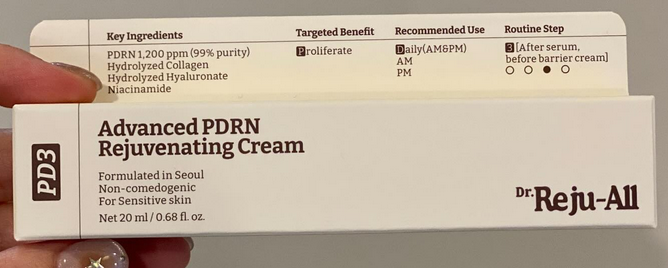 Key Ingredients
PDRN 1,200 ppm (99% purity)
Hydrolyzed Collagen
Hydrolyzed Hyaluronate
Niacinamide
Targeted Benefit
Proliferate
Recommended Use
Daily(AM&PM)
AM
PM
Routine Step
3 [After serum,
before barrier cream]
PD3
Advanced PDRN
Rejuvenating Cream
Formulated in Seoul
Non-comedogenic
For Sensitive skin
Net 20 ml / 0.68 fl. oz.
Dr.Reju-All